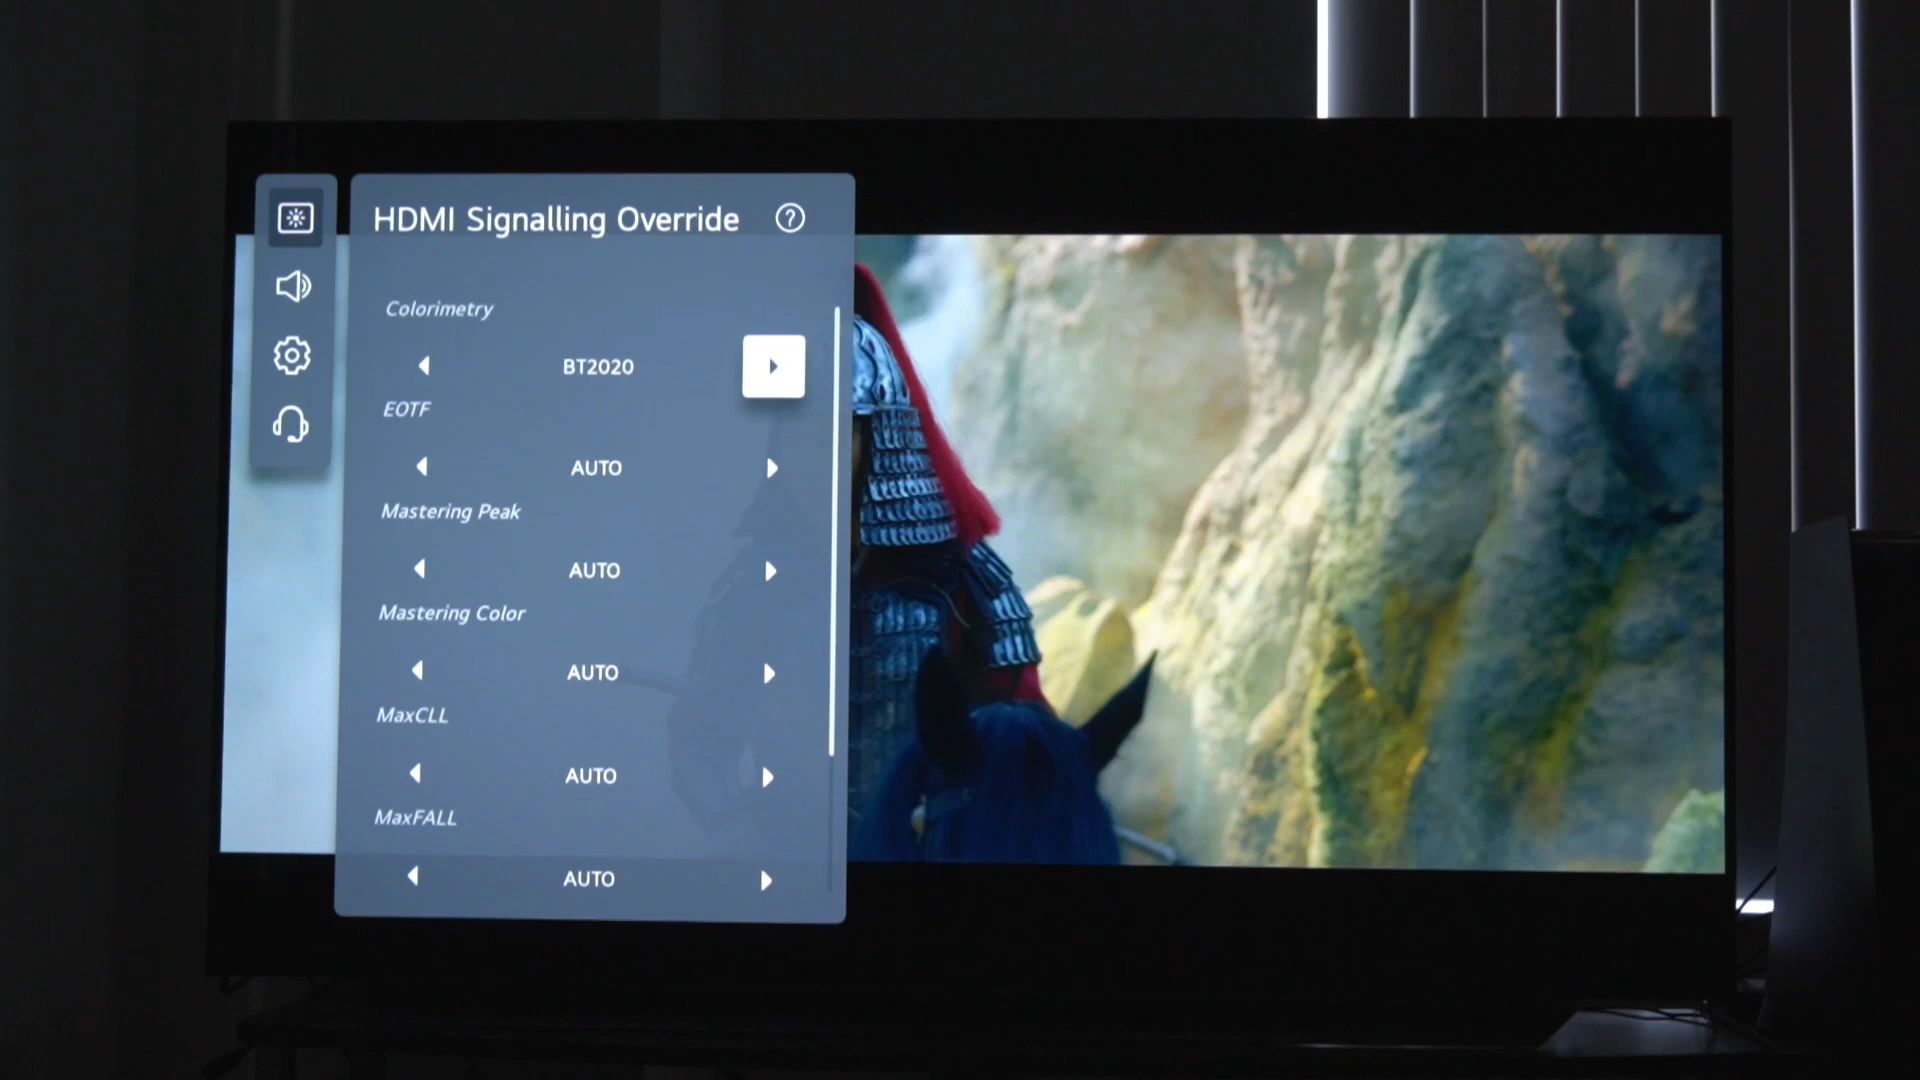 HDMI Signalling Override ?
Colorimetry
BT2020
EOTF
AUTO
Mastering Peak
AUTO
Mastering Color
AUTO
MaxCLL
AUTO
MaxFALL
AUTO